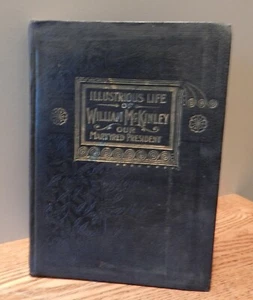 ILLUSTRIOUS LIFE
OF
WILLIAM MCKINLEY
OUR
MARTYRED PRESIDENT